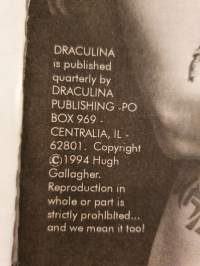 DRACULINA
is published
quarterly by
DRACULINA
PUBLISHING -PO
BOX 969 -
CENTRALIA, IL -
62801. Copyright
©1994 Hugh
Gallagher.
Reproduction in
whole or part is
strictly prohibited...
and we mean it too!